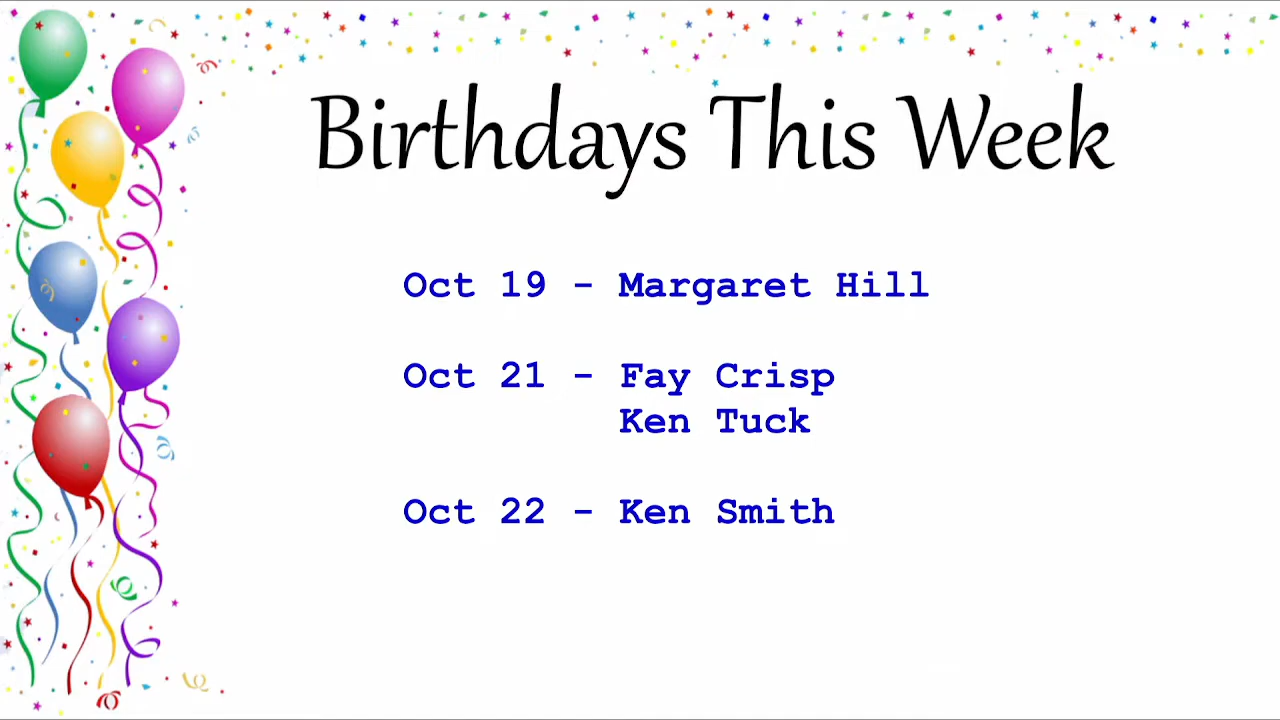 Birthdays This Week
Oct 19 - Margaret Hill
Oct 21 - Fay Crisp
Ken Tuck
Oct 22 - Ken Smith